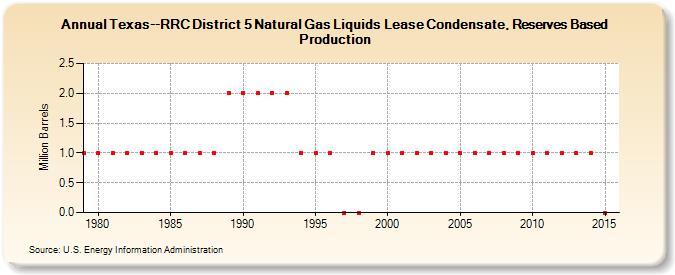 Annual Texas--RRC District 5 Natural Gas Liquids Lease Condensate, Reserves Based
Production
Million Barrels
2.5
2.0
1.5
1.0
0.5
0.0
1980 1985 1990 1995 2000 2005 2010 2015
Source: U.S. Energy Information Administration